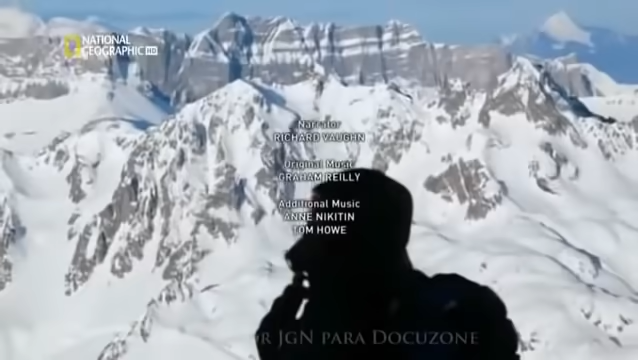 NATIONAL
GEOGRAPHIC HD
Narrator
RICHARD VAUGHN
Original Music
GRAHAM REILLY
Additional Music
ANNE NIKITIN
TOM HOWE
JGN PARA DOCUZONE